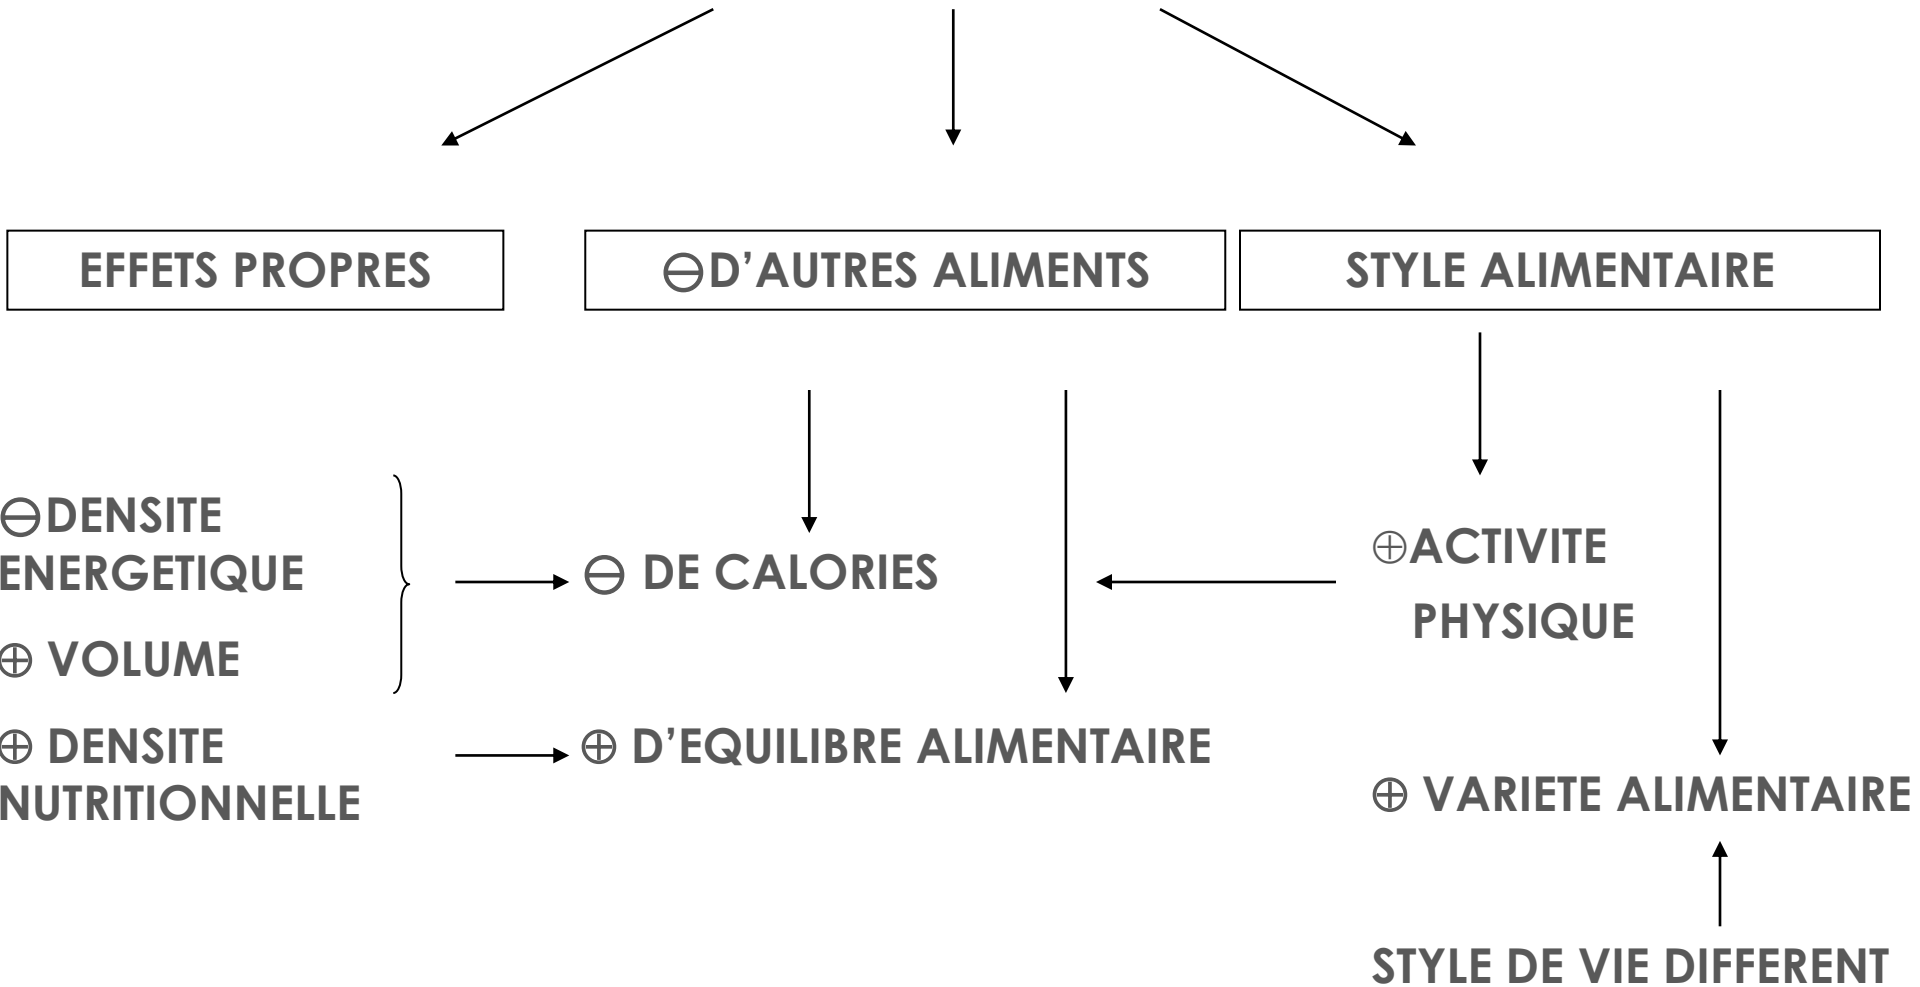 EFFETS PROPRES
⊖D’AUTRES ALIMENTS
STYLE ALIMENTAIRE
⊖DENSITE
ENERGETIQUE
⊕ VOLUME
⊕ DENSITE
NUTRITIONNELLE
⊖ DE CALORIES
⊕ D’EQUILIBRE ALIMENTAIRE
⊕ACTIVITE
PHYSIQUE
⊕ VARIETE ALIMENTAIRE
STYLE DE VIE DIFFERENT